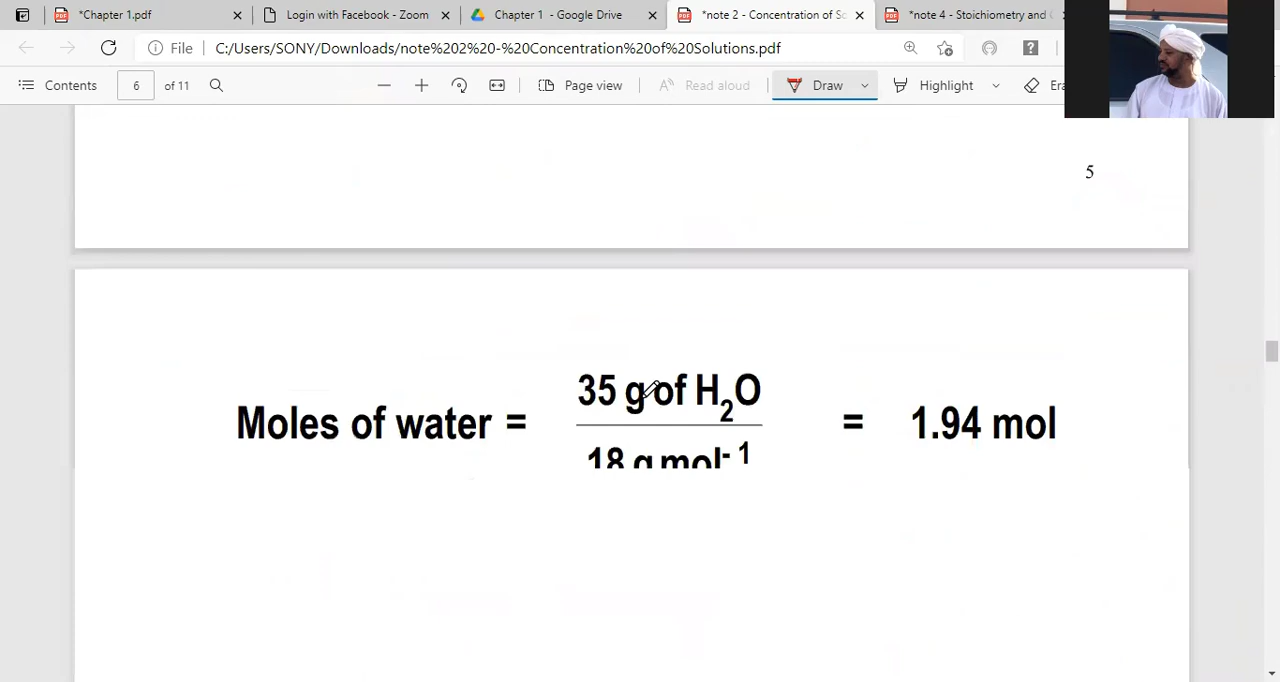 *Chapter 1.pdf
Login with Facebook - Zoom
Chapter 1 - Google Drive
*note 2 - Concentration of So
*note 4 - Stoichiometry and
File
C:/Users/SONY/Downloads/note%202%20-%20Concentration%20of%20Solutions.pdf
Contents
6
of 11
Page view
Read aloud
Draw
Highlight
Era
5
35 g of H2O
Moles of water = = 1.94 mol
18 g mol- 1